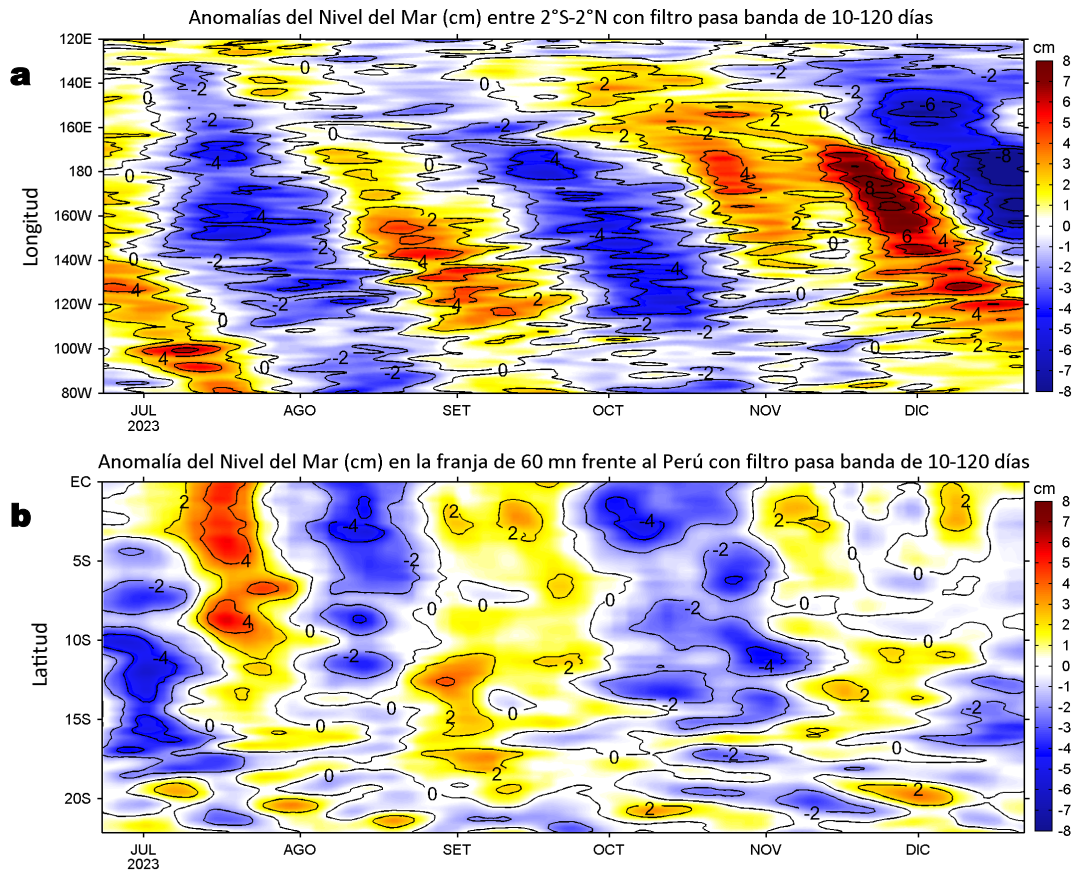 Anomalías del Nivel del Mar (cm) entre 2°S-2°N con filtro pasa banda de 10-120 días
a
cm
Longitud
120E
140E
160E
180
160W
140W
120W
100W
80W
8
7
6
5
4
3
2
1
0
-1
-2
-3
-4
-5
-6
-7
-8
JUL
2023
AGO
SET
OCT
NOV
DIC
Anomalía del Nivel del Mar (cm) en la franja de 60 mn frente al Perú con filtro pasa banda de 10-120 días
b
cm
Latitud
EC
5S
10S
15S
20S
8
7
6
5
4
3
2
1
0
-1
-2
-3
-4
-5
-6
-7
-8
JUL
2023
AGO
SET
OCT
NOV
DIC